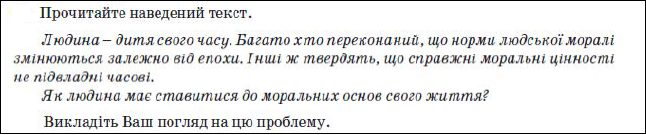 Прочитайте наведений текст.
Людина – дитя свого часу. Багато хто переконаний, що норми людської моралі
змінюються залежно від епохи. Інші ж твердять, що справжні моральні цінності
не підвладні часові.
Як людина має ставитися до моральних основ свого життя?
Викладіть Ваш погляд на цю проблему.